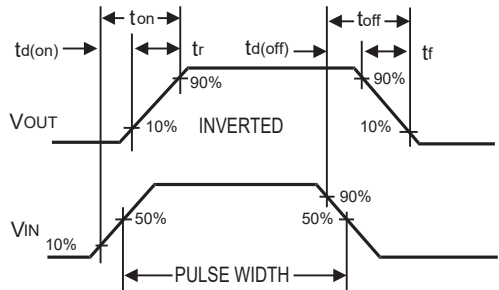 ton toff
td(on) tr td(off) tf
90% 90%
VOUT 10% INVERTED 10%
90%
50% 50%
VIN
10%
PULSE WIDTH